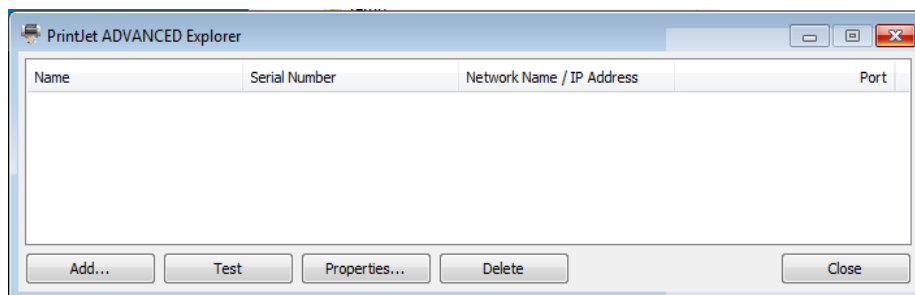 PrintJet ADVANCED Explorer
Name Serial Number Network Name / IP Address Port
Add... Test Properties... Delete Close